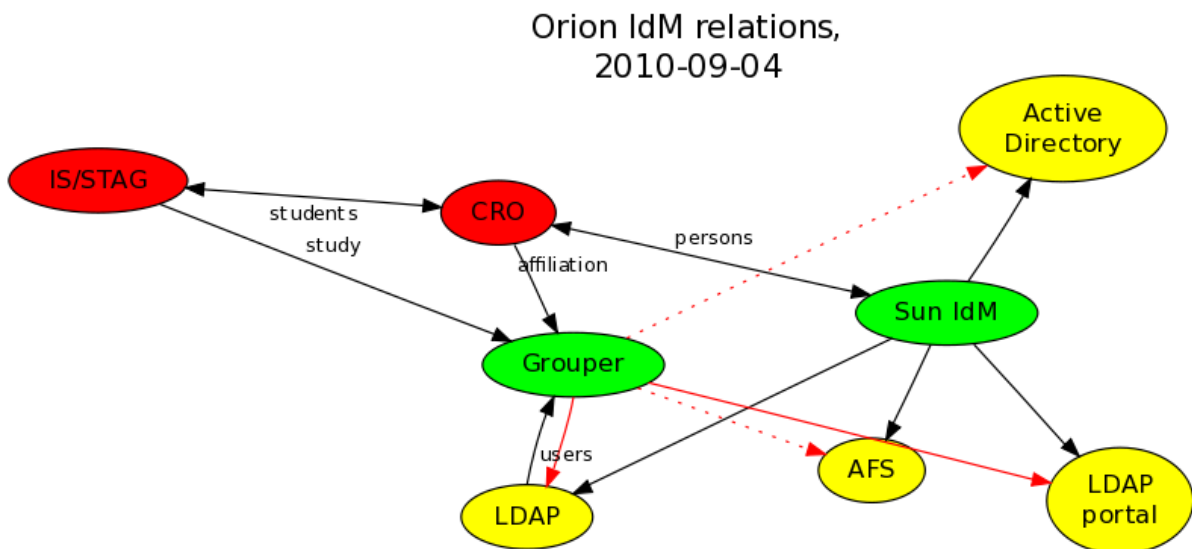 Orion IdM relations,
2010-09-04
Active
Directory
IS/STAG
students
CRO
study
persons
affiliation
Sun IdM
Grouper
users
AFS
LDAP
LDAP
portal